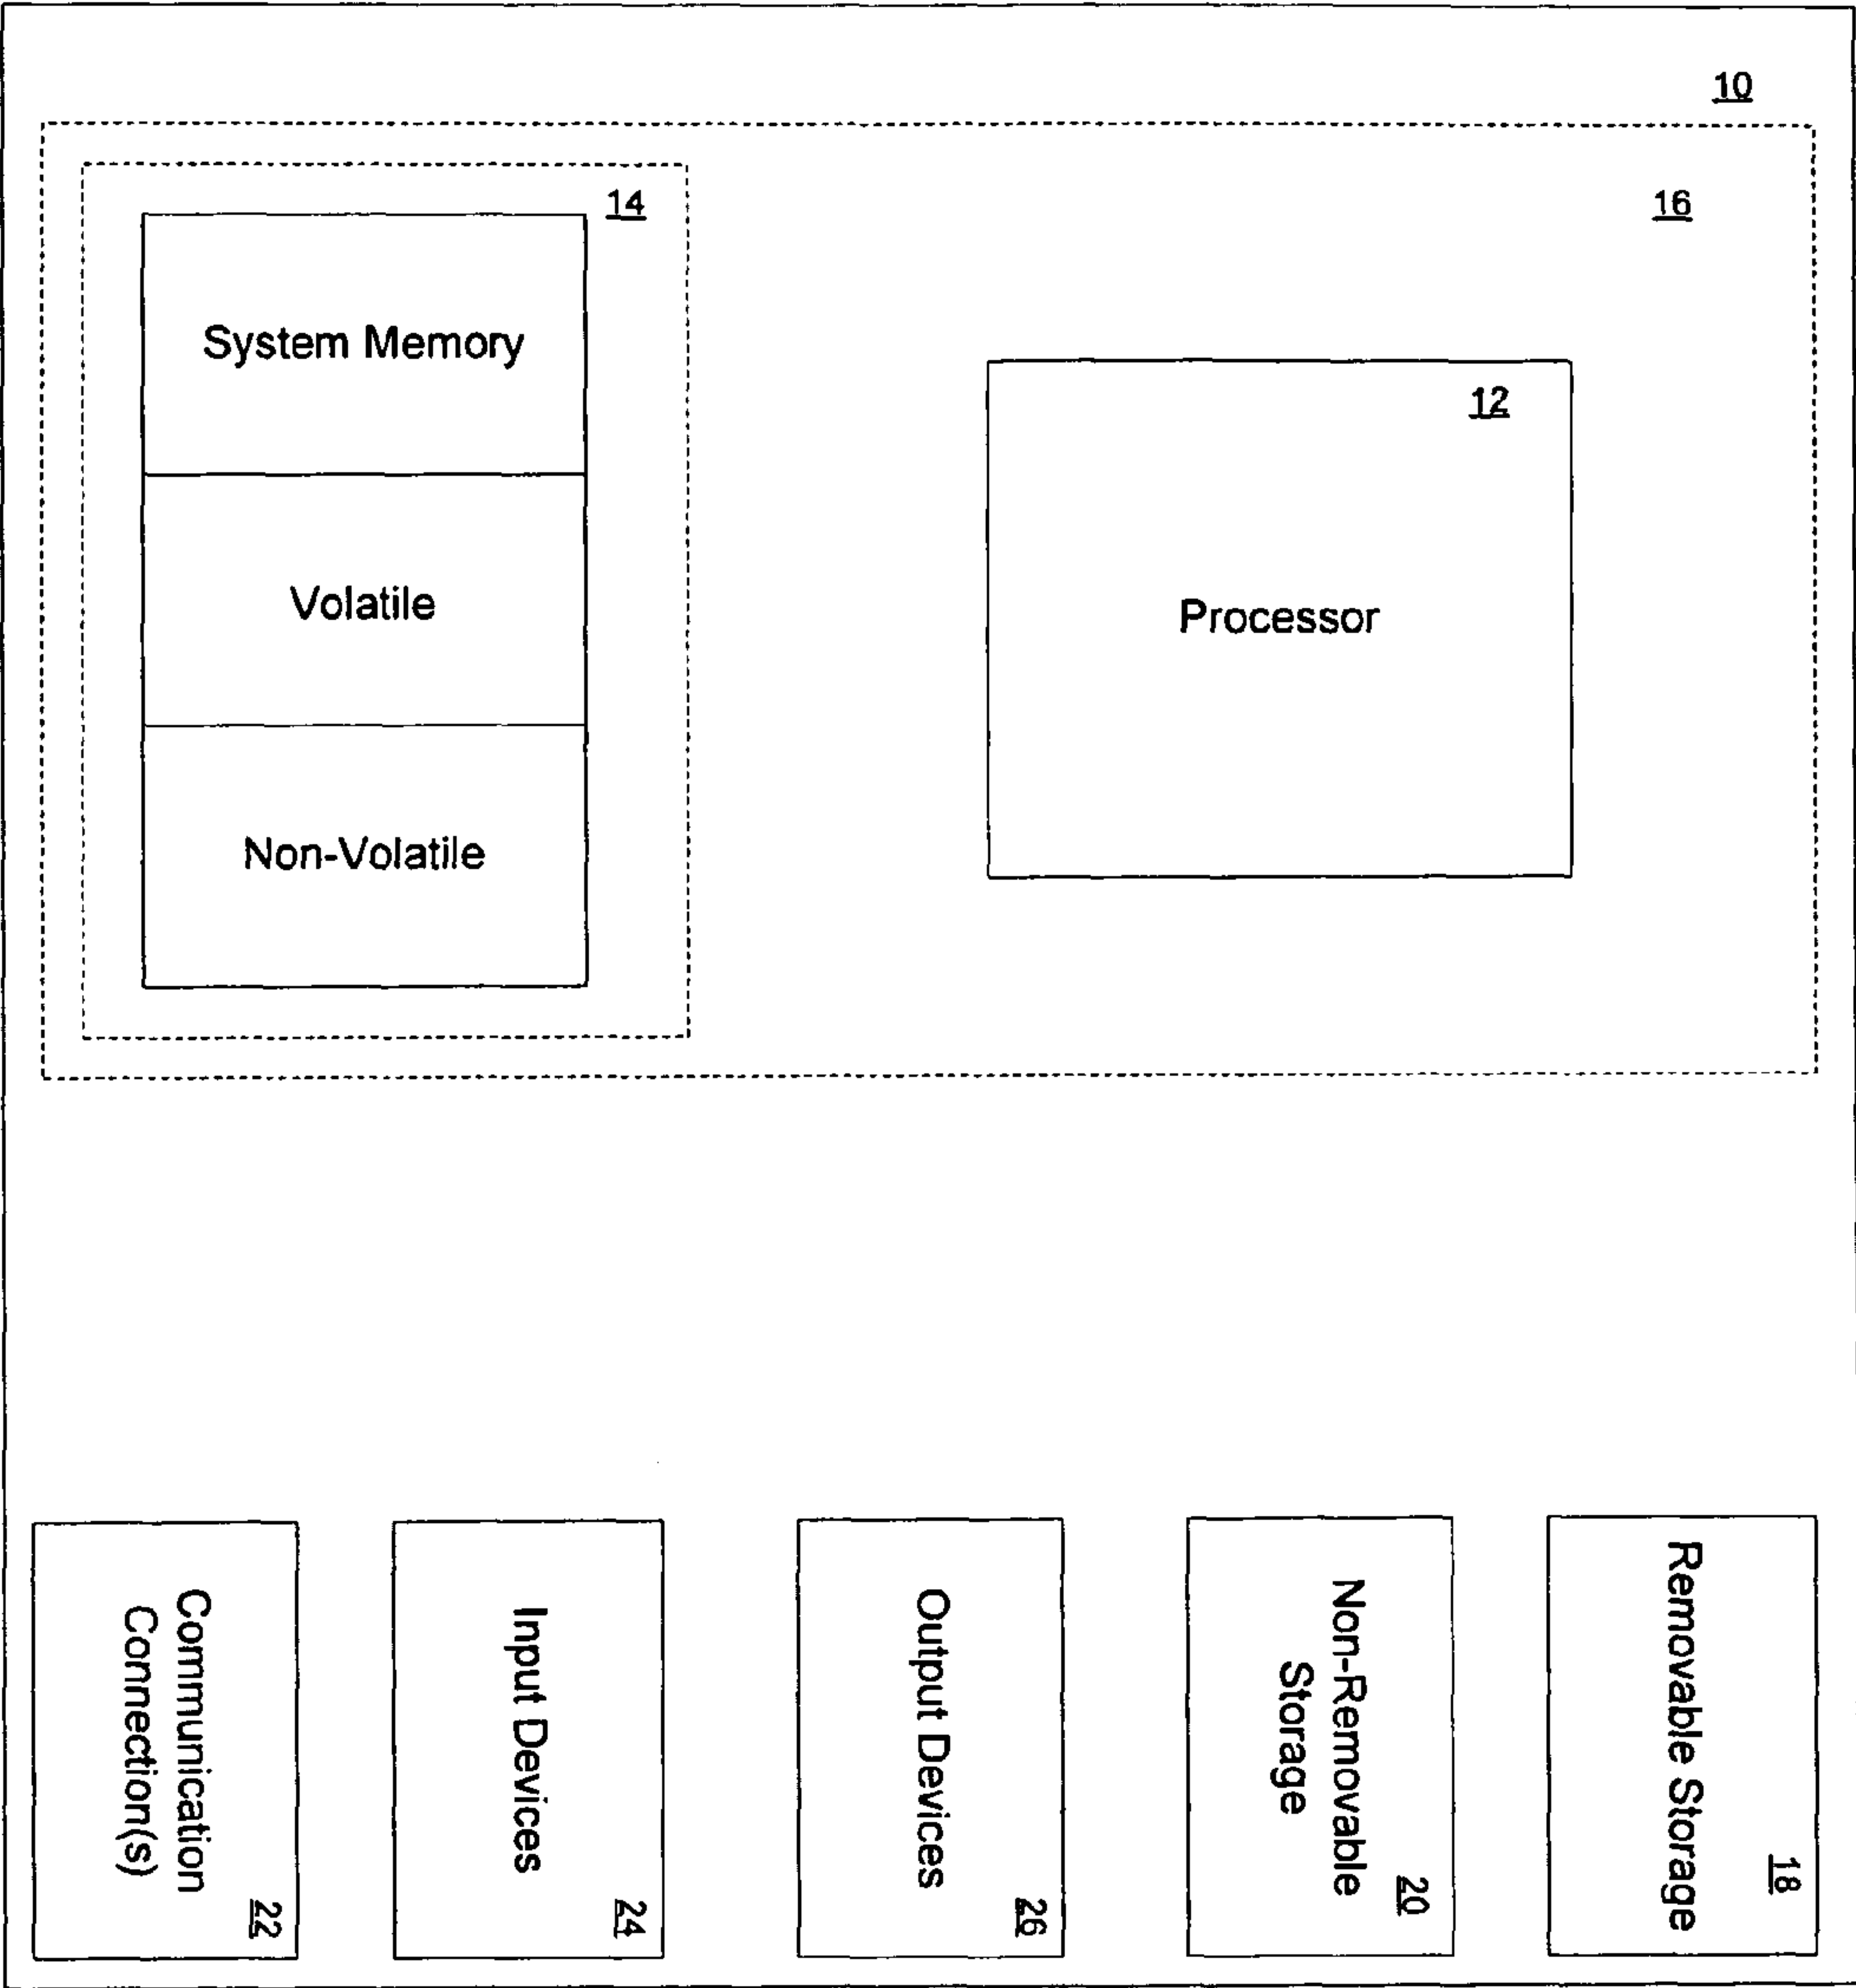 10
16
14
System Memory
Volatile
Non-Volatile
12
Processor
Communication
Connection(s)
22
Input Devices
24
Output Devices
26
Non-Removable
Storage
20
Removable Storage
18